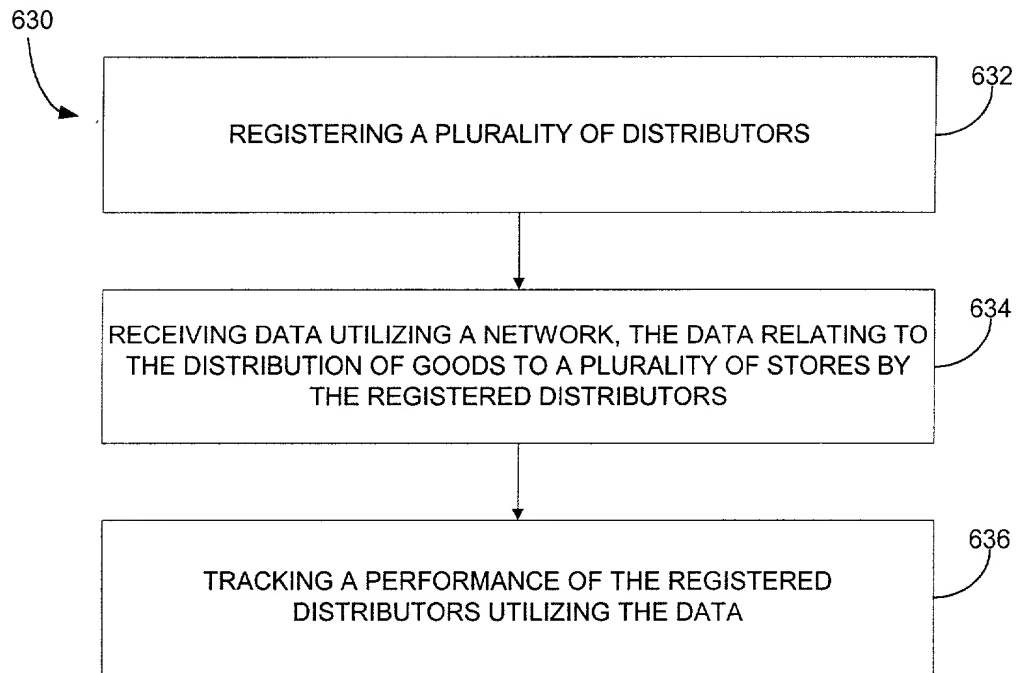 630
632
REGISTERING A PLURALITY OF DISTRIBUTORS
634
RECEIVING DATA UTILIZING A NETWORK, THE DATA RELATING TO
THE DISTRIBUTION OF GOODS TO A PLURALITY OF STORES BY
THE REGISTERED DISTRIBUTORS
636
TRACKING A PERFORMANCE OF THE REGISTERED
DISTRIBUTORS UTILIZING THE DATA